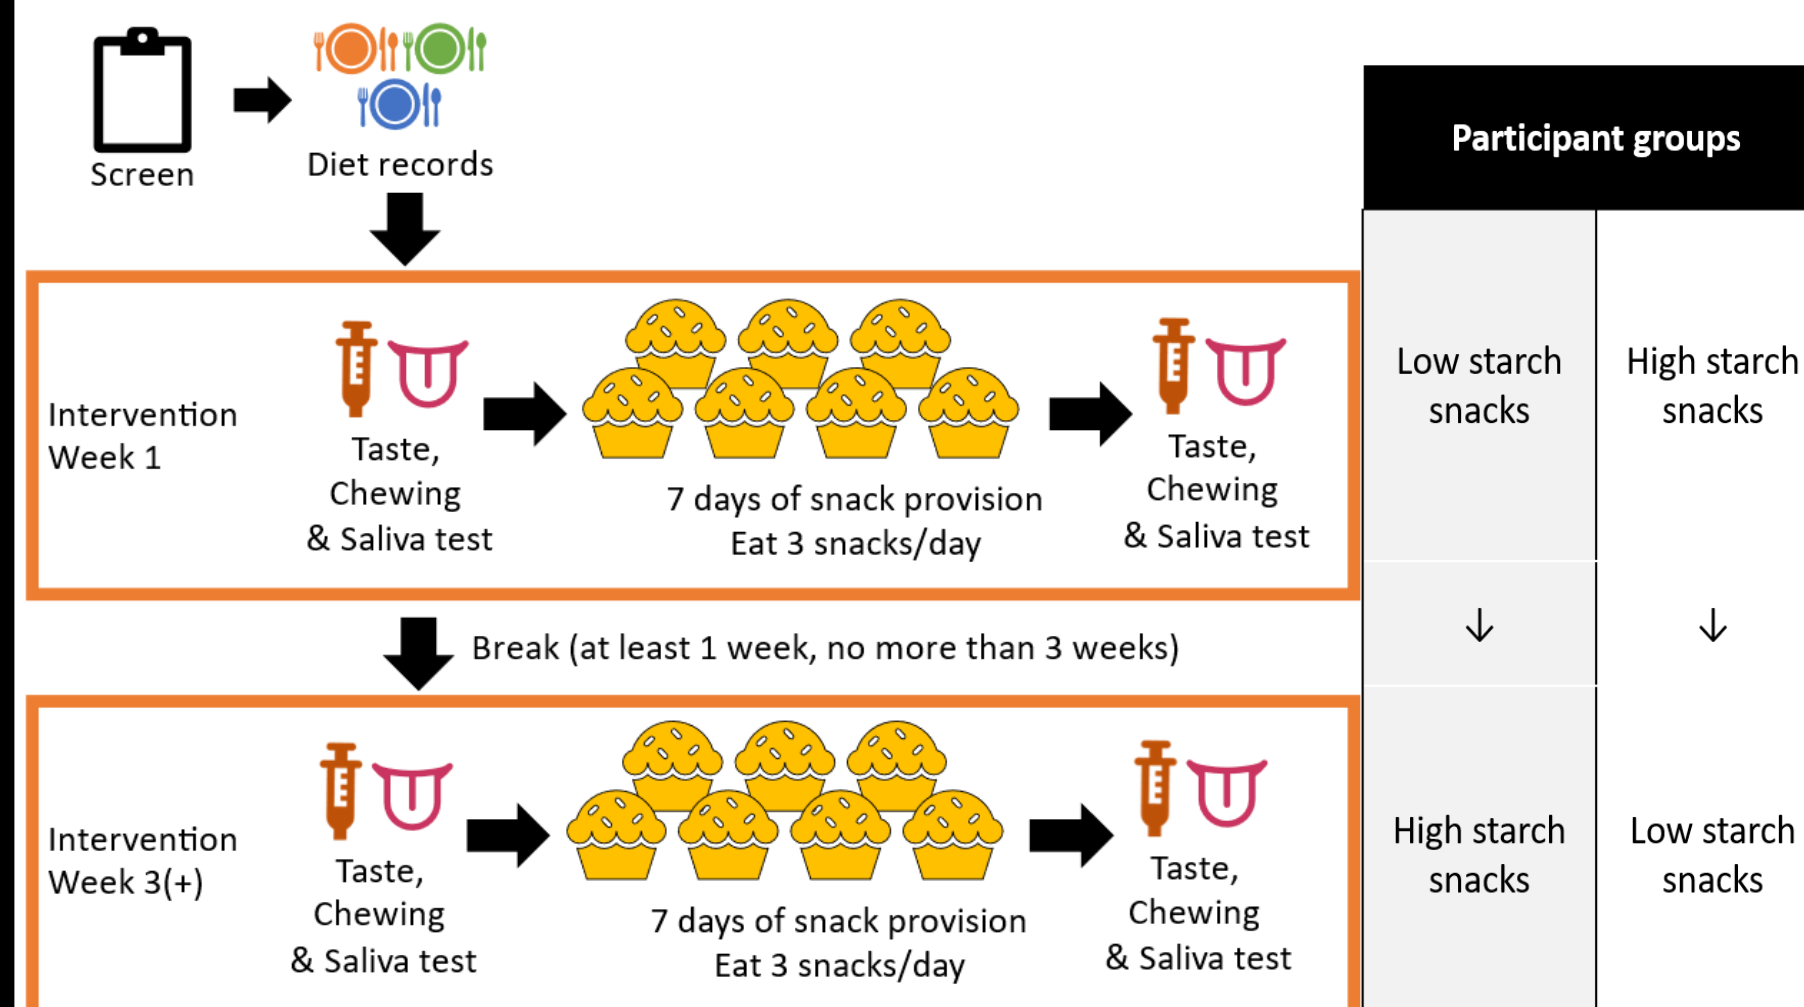 Screen
Diet records
Participant groups
Intervention
Week 1
Taste,
Chewing
& Saliva test
7 days of snack provision
Eat 3 snacks/day
Taste,
Chewing
& Saliva test
Low starch
snacks
High starch
snacks
Break (at least 1 week, no more than 3 weeks)
↓
↓
Intervention
Week 3(+)
Taste,
Chewing
& Saliva test
7 days of snack provision
Eat 3 snacks/day
Taste,
Chewing
& Saliva test
High starch
snacks
Low starch
snacks